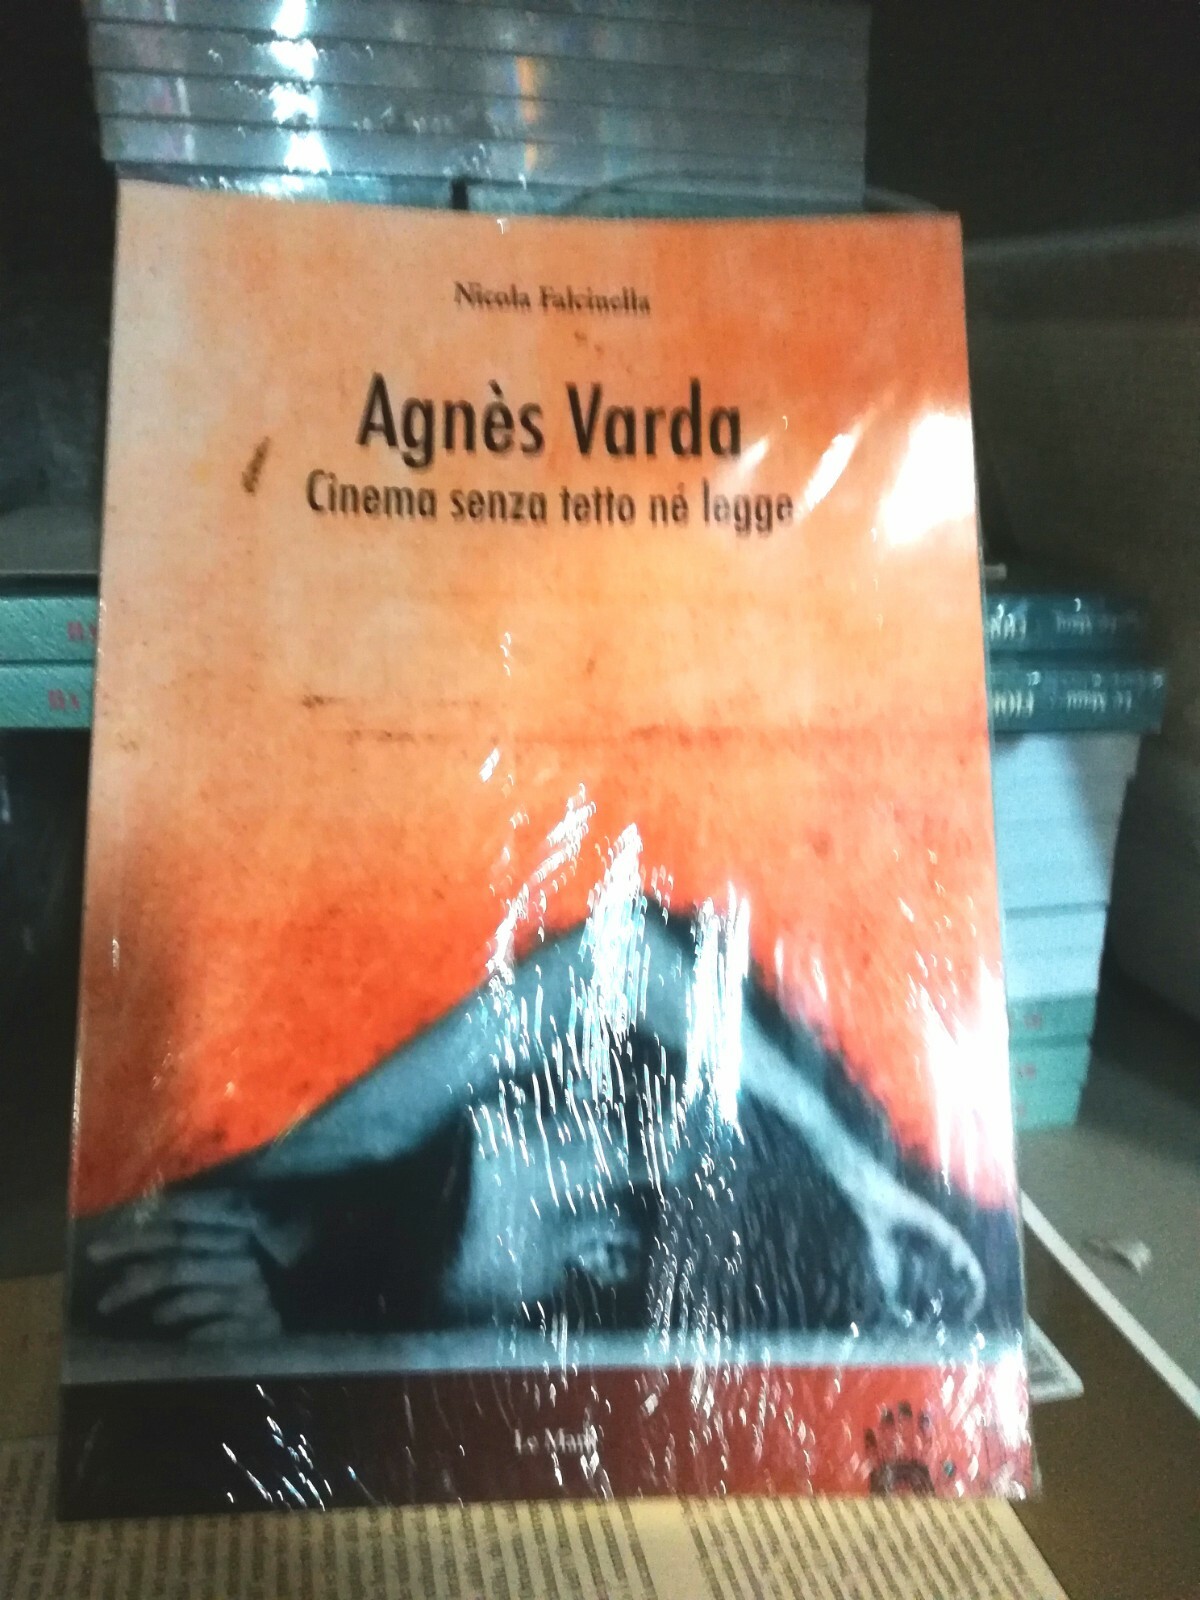 Nicola Falcinella
Agnès Varda
Cinema senza tetto né legge
Le Mani